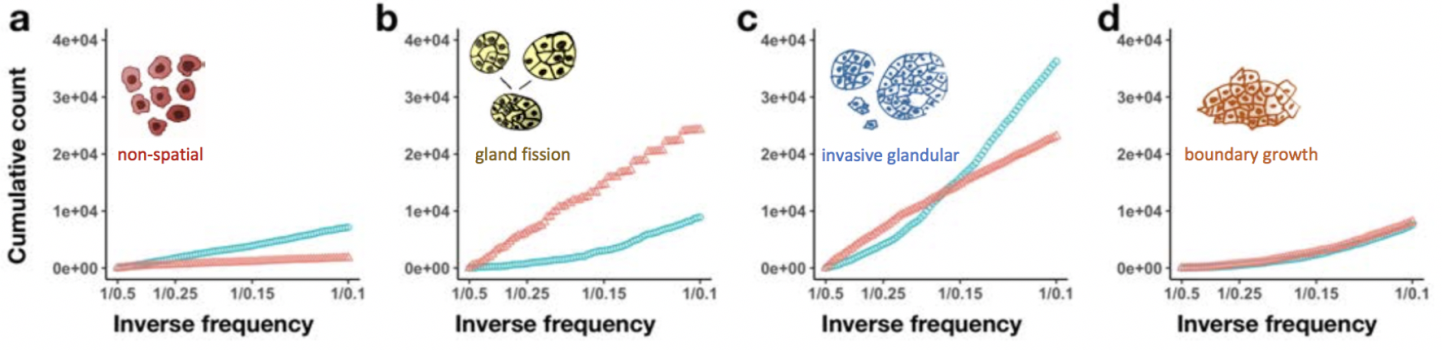 a
b
c
d
Cumulative count
4e+04
3e+04
2e+04
1e+04
0e+00
non-spatial
1/0.5
1/0.25
1/0.15
1/0.1
Inverse frequency
4e+04
3e+04
2e+04
1e+04
0e+00
gland fission
1/0.5
1/0.25
1/0.15
1/0.1
Inverse frequency
4e+04
3e+04
2e+04
1e+04
0e+00
invasive glandular
1/0.5
1/0.25
1/0.15
1/0.1
Inverse frequency
4e+04
3e+04
2e+04
1e+04
0e+00
boundary growth
1/0.5
1/0.25
1/0.15
1/0.1
Inverse frequency